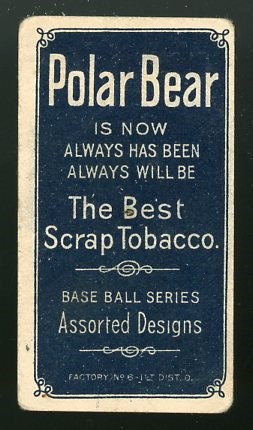 Polar Bear
IS NOW
ALWAYS HAS BEEN
ALWAYS WILL BE
The Best
Scrap Tobacco.
BASE BALL SERIES
Assorted Designs
FACTORY Nº 6-1ST DIST. O.